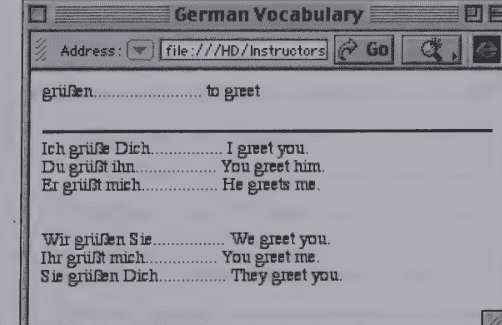 German Vocabulary
Address: file:///HD/Instructors Go
grüßen........................ to greet
Ich grüße Dich................ I greet you.
Du grüßt ihn................. You greet him.
Er grüßt mich................. He greets me.
Wir grüßen Sie................ We greet you.
Ihr grüßt mich................ You greet me.
Sie grüßen Dich............... They greet you.